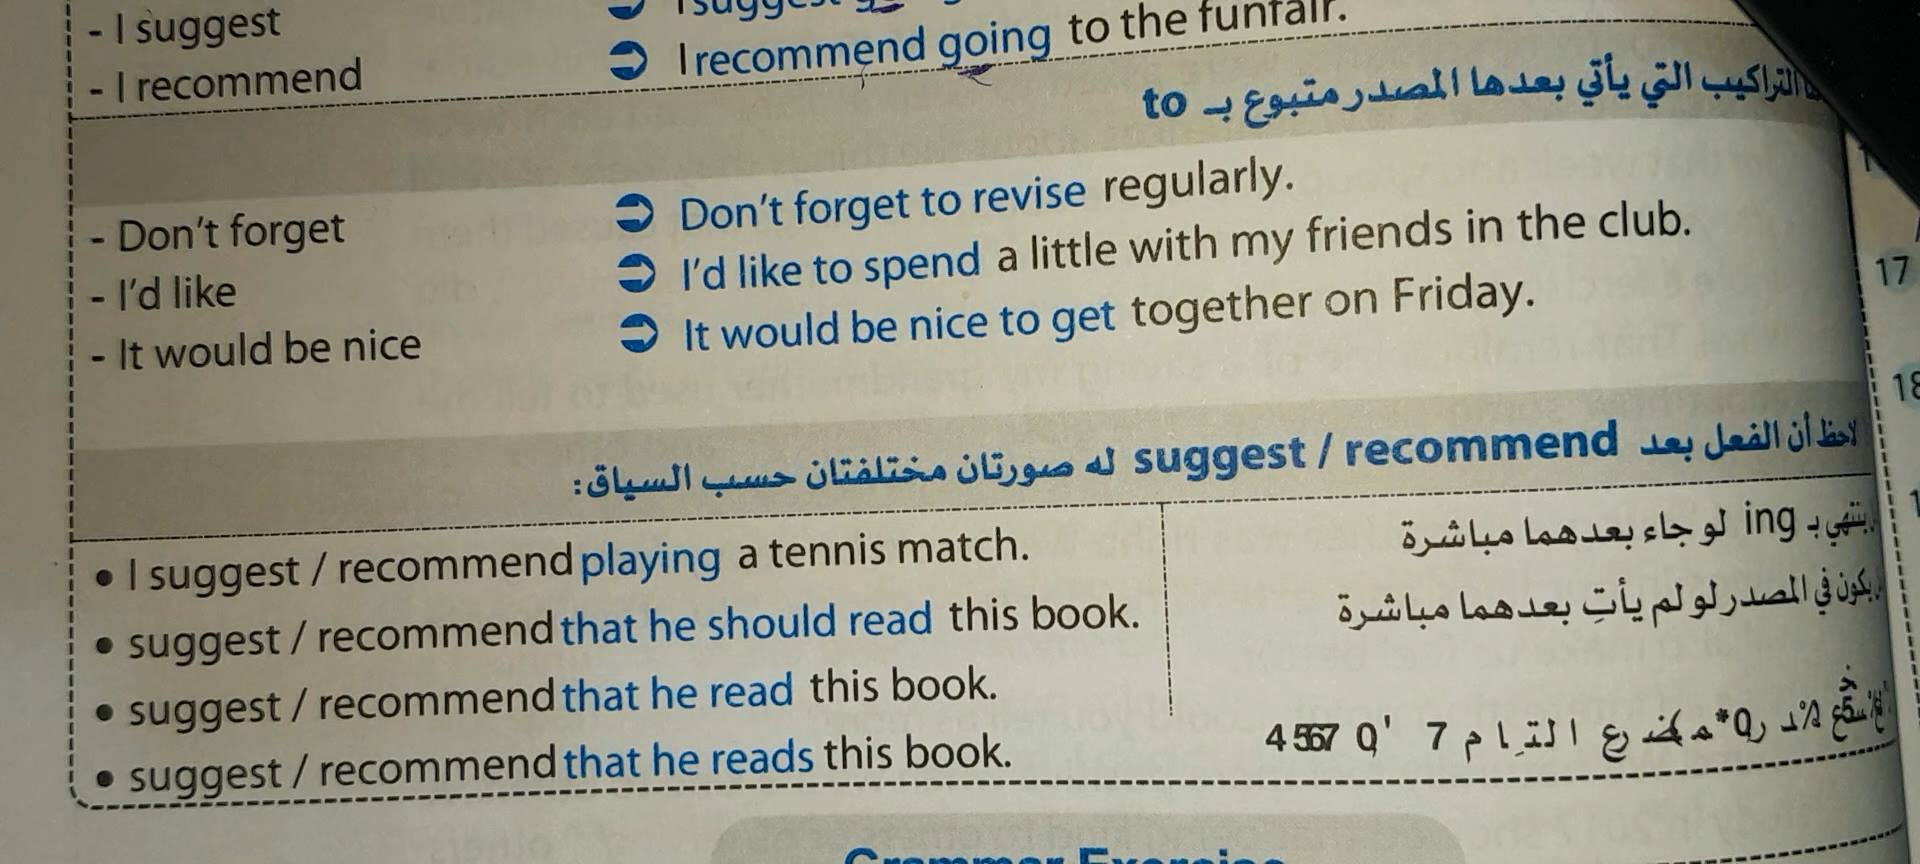 - I suggest
- I recommend
➲ I suggest
➲ I recommend going to the funfair.
التراكيب التي يأتي بعدها المصدر متبوع بـ to
- Don't forget
➲ Don't forget to revise regularly.
- I'd like
➲ I'd like to spend a little with my friends in the club.
- It would be nice
➲ It would be nice to get together on Friday.
لاحظ أن الفعل بعد suggest / recommend له صورتان مختلفتان حسب السياق:
• I suggest / recommend playing a tennis match.
ينتهي بـ ing لو جاء بعدهما مباشرة
• suggest / recommend that he should read this book.
يكون في المصدر لو لم يأتِ بعدهما مباشرة
• suggest / recommend that he read this book.
• suggest / recommend that he reads this book.
17
18
Grammar Exercise